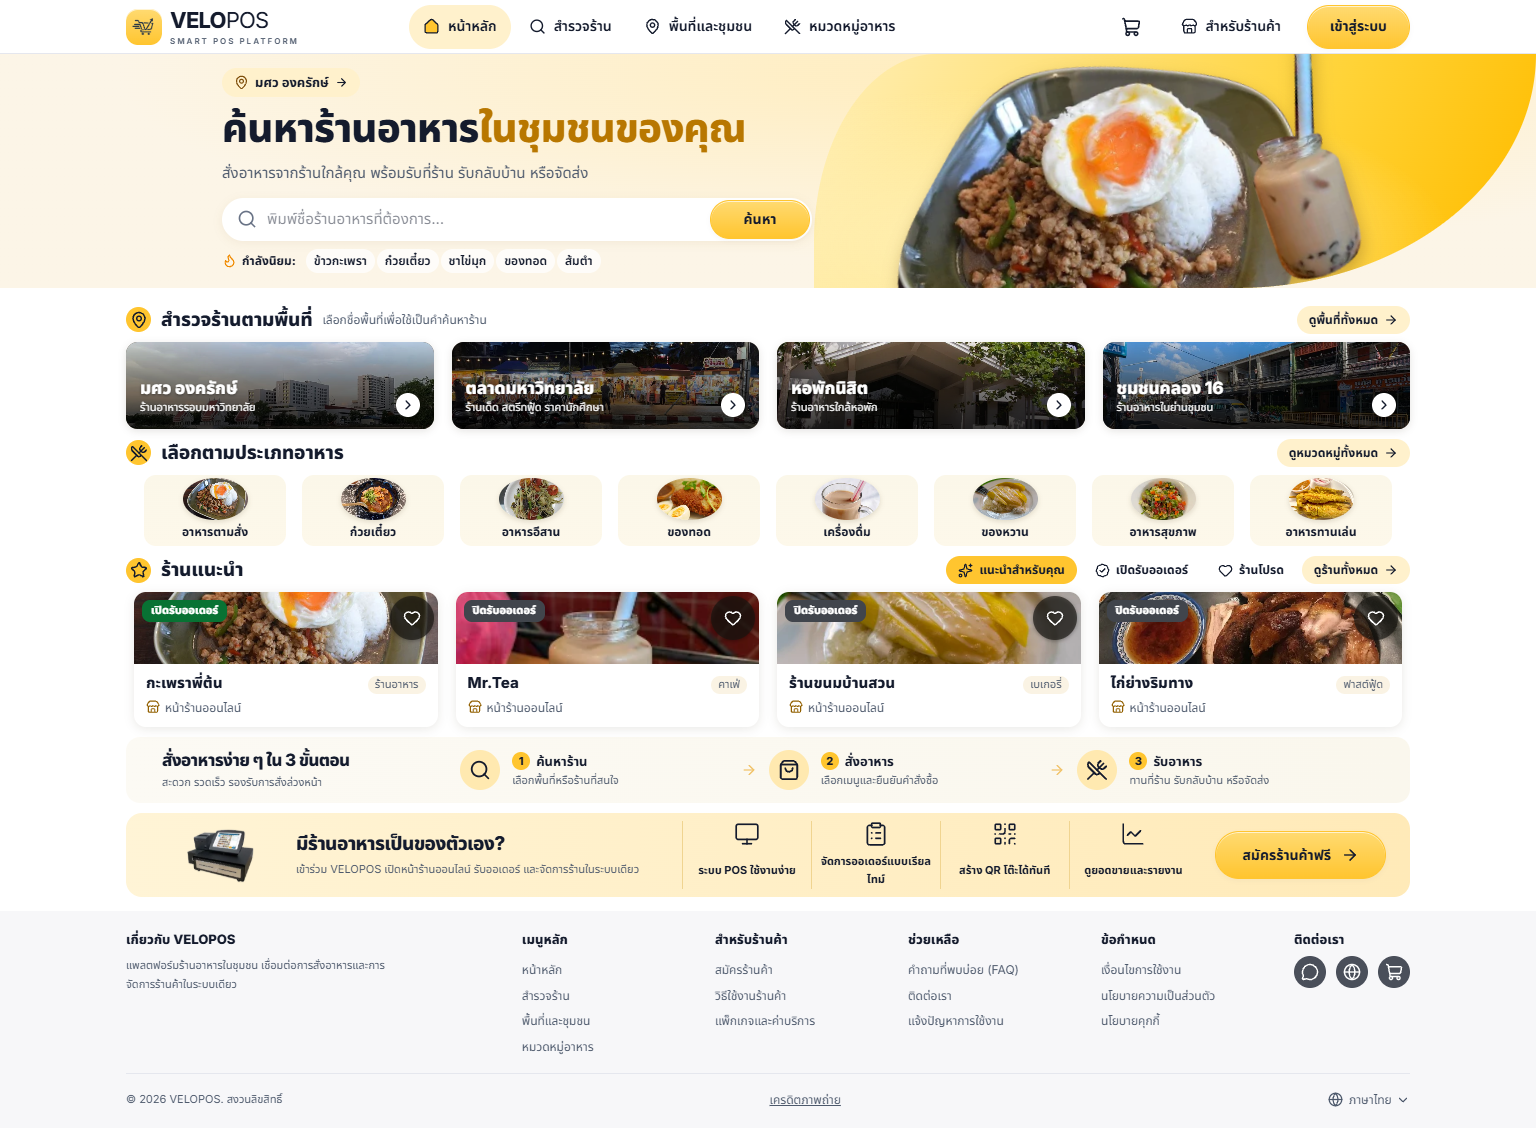 VELOPOS
SMART POS PLATFORM
หน้าหลัก
สำรวจร้าน
พื้นที่และชุมชน
หมวดหมู่อาหาร
สำหรับร้านค้า
เข้าสู่ระบบ
มศว องครักษ์
ค้นหาร้านอาหารในชุมชนของคุณ
สั่งอาหารจากร้านใกล้คุณ พร้อมรับที่ร้าน รับกลับบ้าน หรือจัดส่ง
พิมพ์ชื่อร้านอาหารที่ต้องการ...
ค้นหา
กำลังนิยม:
ข้าวกะเพรา
ก๋วยเตี๋ยว
ชาไข่มุก
ของทอด
ส้มตำ
สำรวจร้านตามพื้นที่
เลือกชื่อพื้นที่เพื่อใช้เป็นคำค้นหาร้าน
ดูพื้นที่ทั้งหมด
มศว องครักษ์
ร้านอาหารรอบมหาวิทยาลัย
ตลาดมหาวิทยาลัย
ร้านเด็ด สตรีทฟู้ด ราคานักศึกษา
หอพักนิสิต
ร้านอาหารใกล้หอพัก
ชุมชนคลอง 16
ร้านอาหารในย่านชุมชน
เลือกตามประเภทอาหาร
ดูหมวดหมู่ทั้งหมด
อาหารตามสั่ง
ก๋วยเตี๋ยว
อาหารอีสาน
ของทอด
เครื่องดื่ม
ของหวาน
อาหารสุขภาพ
อาหารทานเล่น
ร้านแนะนำ
แนะนำสำหรับคุณ
เปิดรับออเดอร์
ร้านโปรด
ดูร้านทั้งหมด
เปิดรับออเดอร์
กะเพราพี่ต้น
ร้านอาหาร
หน้าร้านออนไลน์
ปิดรับออเดอร์
Mr.Tea
คาเฟ่
หน้าร้านออนไลน์
ปิดรับออเดอร์
ร้านขนมบ้านสวน
เบเกอรี่
หน้าร้านออนไลน์
ปิดรับออเดอร์
ไก่ย่างริมทาง
ฟาสต์ฟู้ด
หน้าร้านออนไลน์
สั่งอาหารง่าย ๆ ใน 3 ขั้นตอน
สะดวก รวดเร็ว รองรับการสั่งล่วงหน้า
1 ค้นหาร้าน
เลือกพื้นที่หรือร้านที่สนใจ
2 สั่งอาหาร
เลือกเมนูและยืนยันคำสั่งซื้อ
3 รับอาหาร
ทานที่ร้าน รับกลับบ้าน หรือจัดส่ง
มีร้านอาหารเป็นของตัวเอง?
เข้าร่วม VELOPOS เปิดหน้าร้านออนไลน์ รับออเดอร์ และจัดการร้านในระบบเดียว
ระบบ POS ใช้งานง่าย
จัดการออเดอร์แบบเรียล
ไทม์
สร้าง QR โต๊ะได้ทันที
ดูยอดขายและรายงาน
สมัครร้านค้าฟรี
เกี่ยวกับ VELOPOS
แพลตฟอร์มร้านอาหารในชุมชน เชื่อมต่อการสั่งอาหารและการ
จัดการร้านค้าในระบบเดียว
เมนูหลัก
หน้าหลัก
สำรวจร้าน
พื้นที่และชุมชน
หมวดหมู่อาหาร
สำหรับร้านค้า
สมัครร้านค้า
วิธีใช้งานร้านค้า
แพ็กเกจและค่าบริการ
ช่วยเหลือ
คำถามที่พบบ่อย (FAQ)
ติดต่อเรา
แจ้งปัญหาการใช้งาน
ข้อกำหนด
เงื่อนไขการใช้งาน
นโยบายความเป็นส่วนตัว
นโยบายคุกกี้
ติดต่อเรา
© 2026 VELOPOS. สงวนลิขสิทธิ์
เครดิตภาพถ่าย
ภาษาไทย